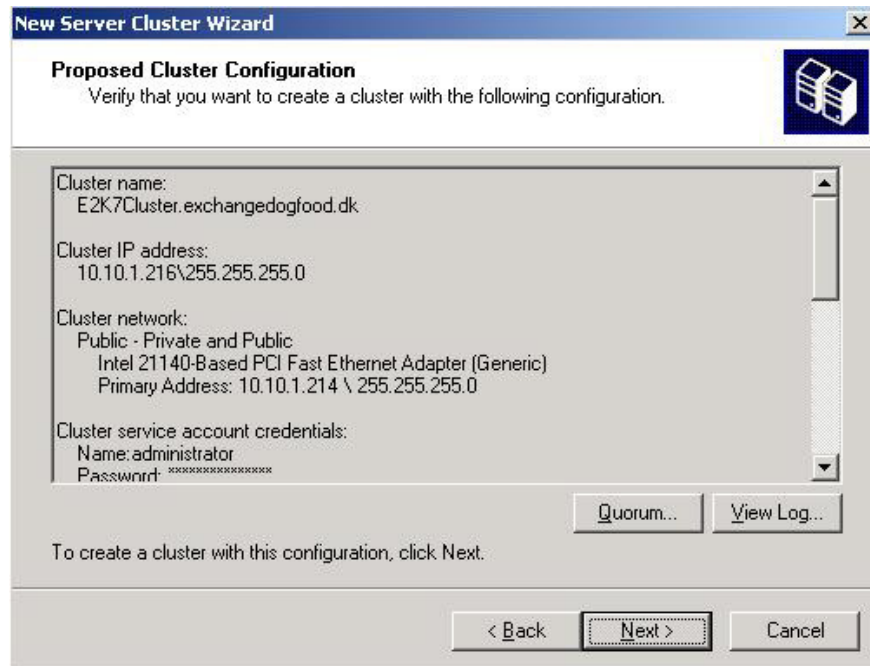 New Server Cluster Wizard
Proposed Cluster Configuration
Verify that you want to create a cluster with the following configuration.
Cluster name:
E2K7Cluster.exchangedogfood.dk
Cluster IP address:
10.10.1.216\255.255.255.0
Cluster network:
Public - Private and Public
Intel 21140-Based PCI Fast Ethernet Adapter (Generic)
Primary Address: 10.10.1.214 \ 255.255.255.0
Cluster service account credentials:
Name:administrator
Password: ***************
Quorum... View Log...
To create a cluster with this configuration, click Next.
< Back Next > Cancel